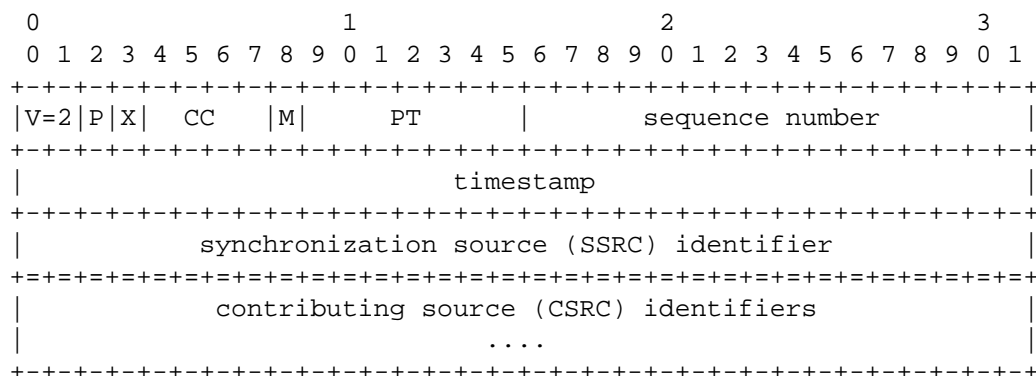 0                   1                   2                   3
 0 1 2 3 4 5 6 7 8 9 0 1 2 3 4 5 6 7 8 9 0 1 2 3 4 5 6 7 8 9 0 1
+-+-+-+-+-+-+-+-+-+-+-+-+-+-+-+-+-+-+-+-+-+-+-+-+-+-+-+-+-+-+-+-+
|V=2|P|X|  CC   |M|     PT      |       sequence number         |
+-+-+-+-+-+-+-+-+-+-+-+-+-+-+-+-+-+-+-+-+-+-+-+-+-+-+-+-+-+-+-+-+
|                           timestamp                           |
+-+-+-+-+-+-+-+-+-+-+-+-+-+-+-+-+-+-+-+-+-+-+-+-+-+-+-+-+-+-+-+-+
|           synchronization source (SSRC) identifier            |
+=+=+=+=+=+=+=+=+=+=+=+=+=+=+=+=+=+=+=+=+=+=+=+=+=+=+=+=+=+=+=+=+
|            contributing source (CSRC) identifiers             |
|                             ....                              |
+-+-+-+-+-+-+-+-+-+-+-+-+-+-+-+-+-+-+-+-+-+-+-+-+-+-+-+-+-+-+-+-+